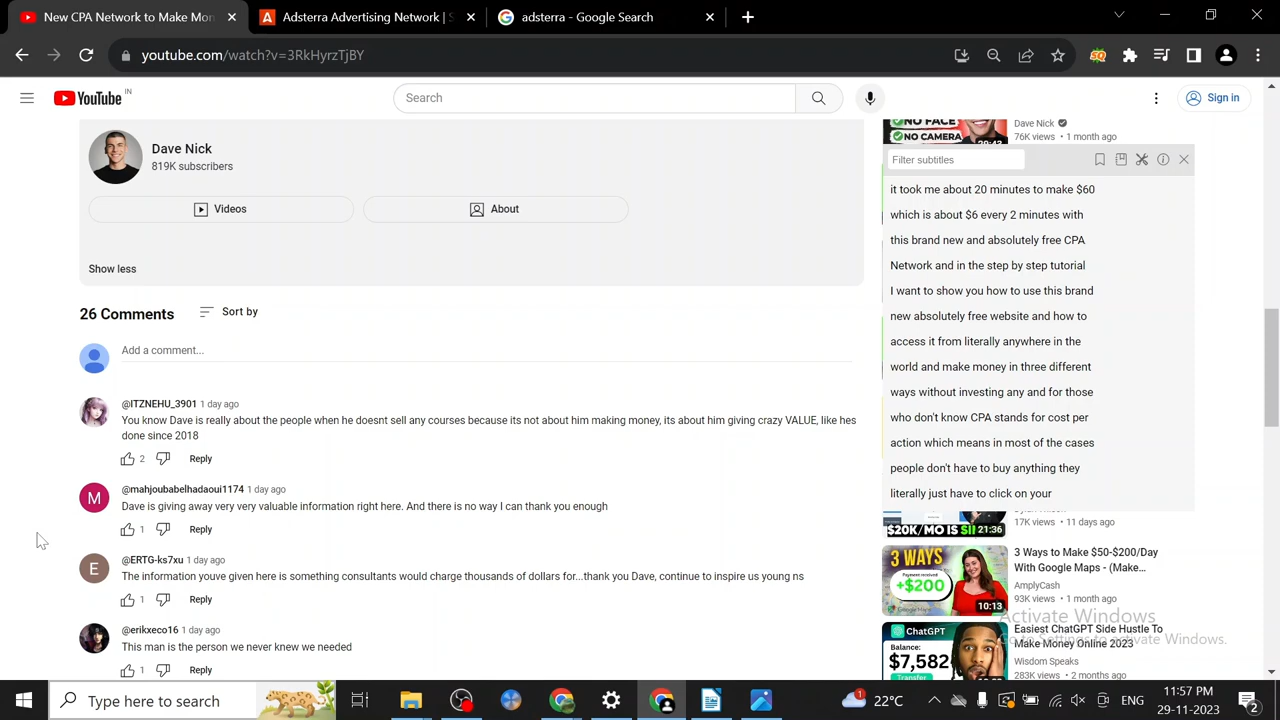 New CPA Network to Make Mon
Adsterra Advertising Network | S
adsterra - Google Search
youtube.com/watch?v=3RkHyrzTjBY
YouTube IN
Search
Sign in
Dave Nick
819K subscribers
Videos
About
Show less
26 Comments
Sort by
Add a comment...
@ITZNEHU_3901 1 day ago
You know Dave is really about the people when he doesnt sell any courses because its not about him making money, its about him giving crazy VALUE, like hes
done since 2018
2
Reply
@mahjoubabelhadaoui1174 1 day ago
M
Dave is giving away very very valuable information right here. And there is no way I can thank you enough
1
Reply
@ERTG-ks7xu 1 day ago
E
The information youve given here is something consultants would charge thousands of dollars for...thank you Dave, continue to inspire us young ns
1
Reply
@erikxeco16 1 day ago
This man is the person we never knew we needed
1
Reply
NO FACE
NO CAMERA
Dave Nick
76K views • 1 month ago
Filter subtitles
it took me about 20 minutes to make $60
which is about $6 every 2 minutes with
this brand new and absolutely free CPA
Network and in the step by step tutorial
I want to show you how to use this brand
new absolutely free website and how to
access it from literally anywhere in the
world and make money in three different
ways without investing any and for those
who don't know CPA stands for cost per
action which means in most of the cases
people don't have to buy anything they
literally just have to click on your
$20K/MO IS
21:36
17K views • 11 days ago
3 WAYS
Payment received
+$200
Google Maps
10:13
3 Ways to Make $50-$200/Day
With Google Maps - (Make...
AmplyCash
93K views • 1 month ago
ChatGPT
Balance:
$7,582
Transfer
Easiest ChatGPT Side Hustle To
Make Money Online 2023
Wisdom Speaks
283K views • 2 months ago
Activate Windows
Go to Settings to activate Windows.
Type here to search
1
22°C
ENG
11:57 PM
29-11-2023
2